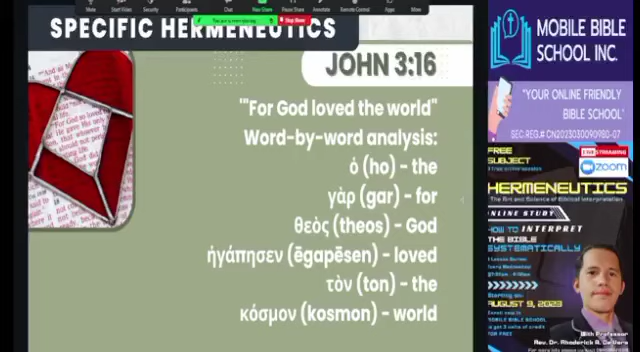 SPECIFIC HERMENEUTICS
JOHN 3:16
"'For God loved the world"
Word-by-word analysis:
ὁ (ho) - the
γὰρ (gar) - for
θεὸς (theos) - God
ἠγάπησεν (ēgapēsen) - loved
τὸν (ton) - the
κόσμον (kosmon) - world
MOBILE BIBLE
SCHOOL INC.
"YOUR ONLINE FRIENDLY
BIBLE SCHOOL"
FREE
SUBJECT
zoom
HERMENEUTICS
The Art and Science of Biblical Interpretation
ONLINE STUDY
HOW TO INTERPRET
THE BIBLE
SYSTEMATICALLY
With Professor